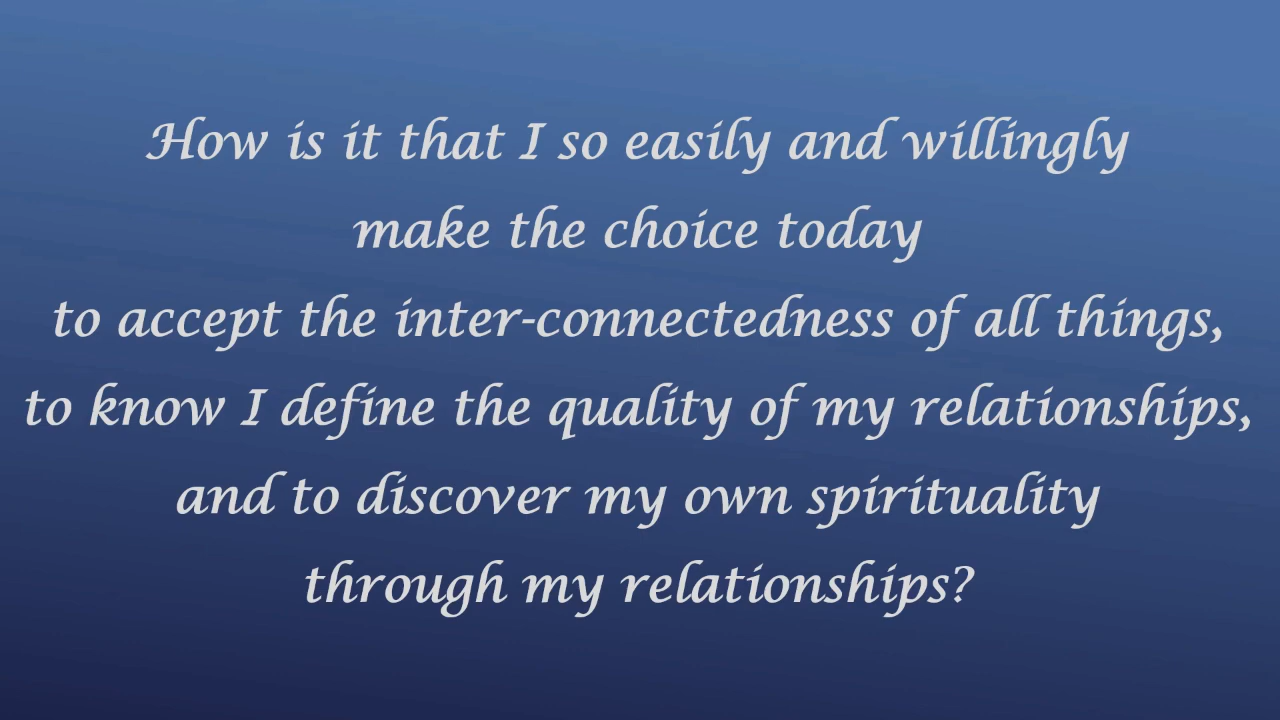 How is it that I so easily and willingly
make the choice today
to accept the inter-connectedness of all things,
to know I define the quality of my relationships,
and to discover my own spirituality
through my relationships?